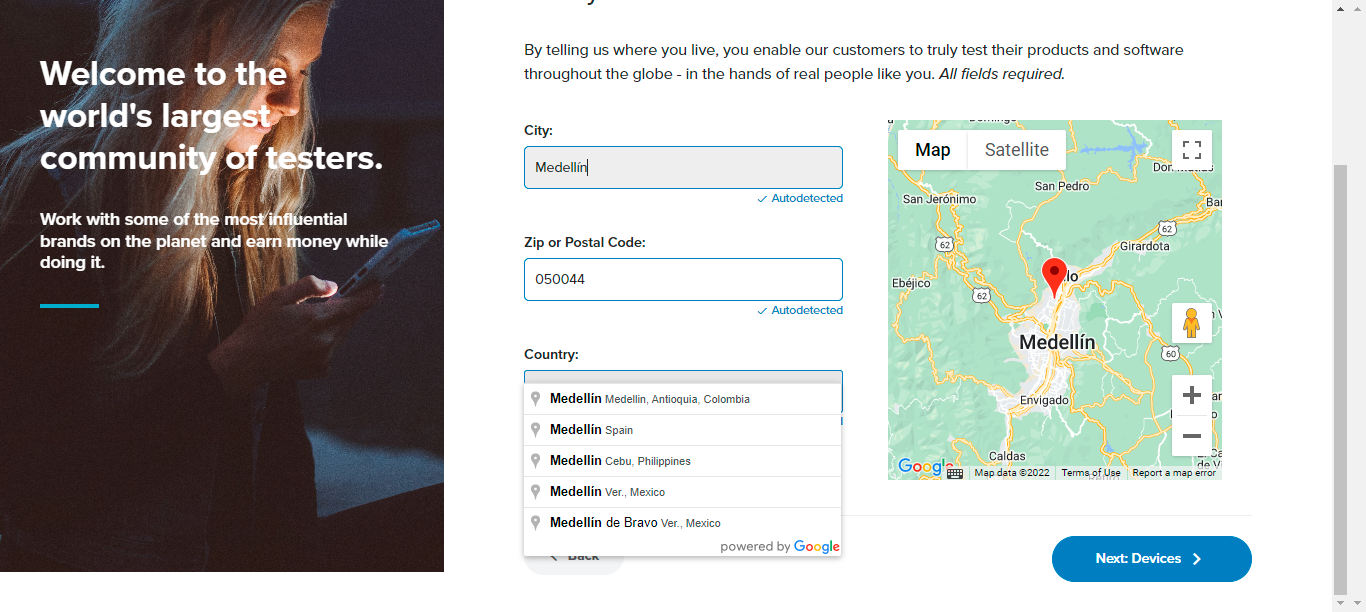 Welcome to the
world's largest
community of testers.
Work with some of the most influential
brands on the planet and earn money while
doing it.
By telling us where you live, you enable our customers to truly test their products and software
throughout the globe - in the hands of real people like you. All fields required.
City:
Medellín
Autodetected
Zip or Postal Code:
050044
Autodetected
Country:
Medellín Medellin, Antioquia, Colombia
Medellín Spain
Medellin Cebu, Philippines
Medellín Ver., Mexico
Medellín de Bravo Ver., Mexico
powered by Google
Back
Next: Devices
Map
Satellite
San Pedro
San Jerónimo
62
62
Girardota
Ebéjico
62
Medellín
60
Envigado
Caldas
Google
Map data ©2022
Terms of Use
Report a map error